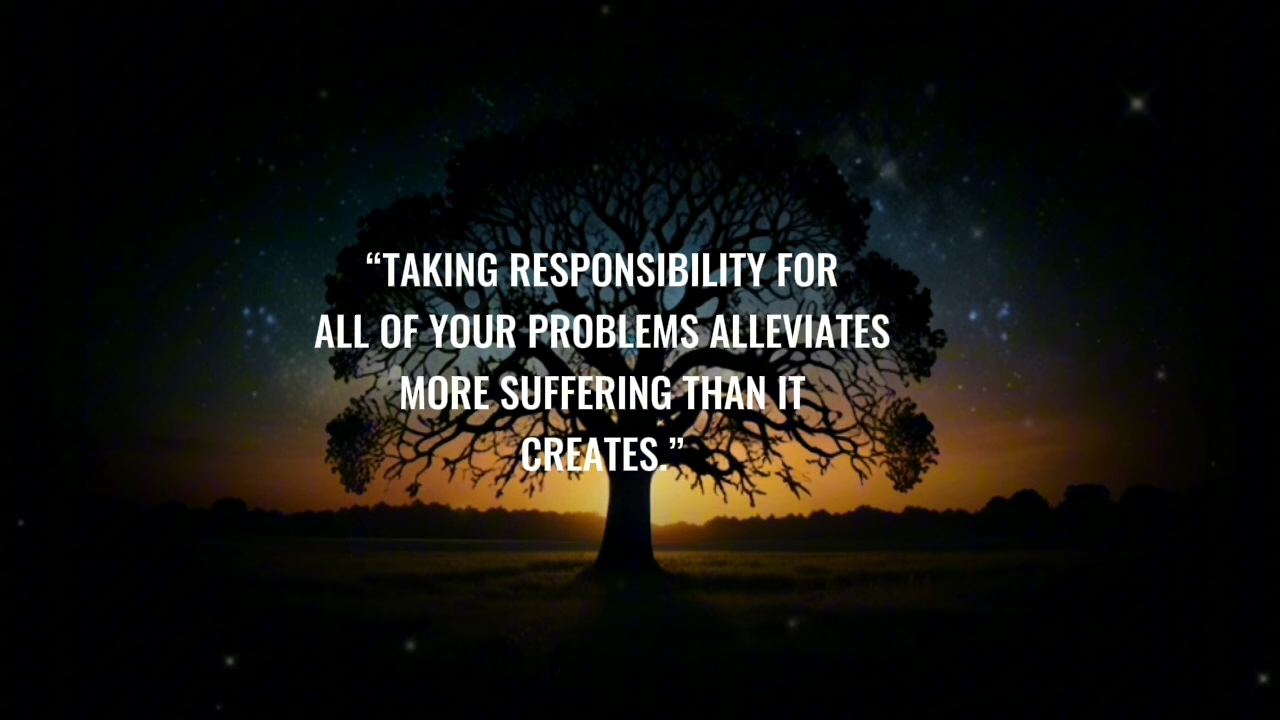 “TAKING RESPONSIBILITY FOR
ALL OF YOUR PROBLEMS ALLEVIATES
MORE SUFFERING THAN IT
CREATES.”